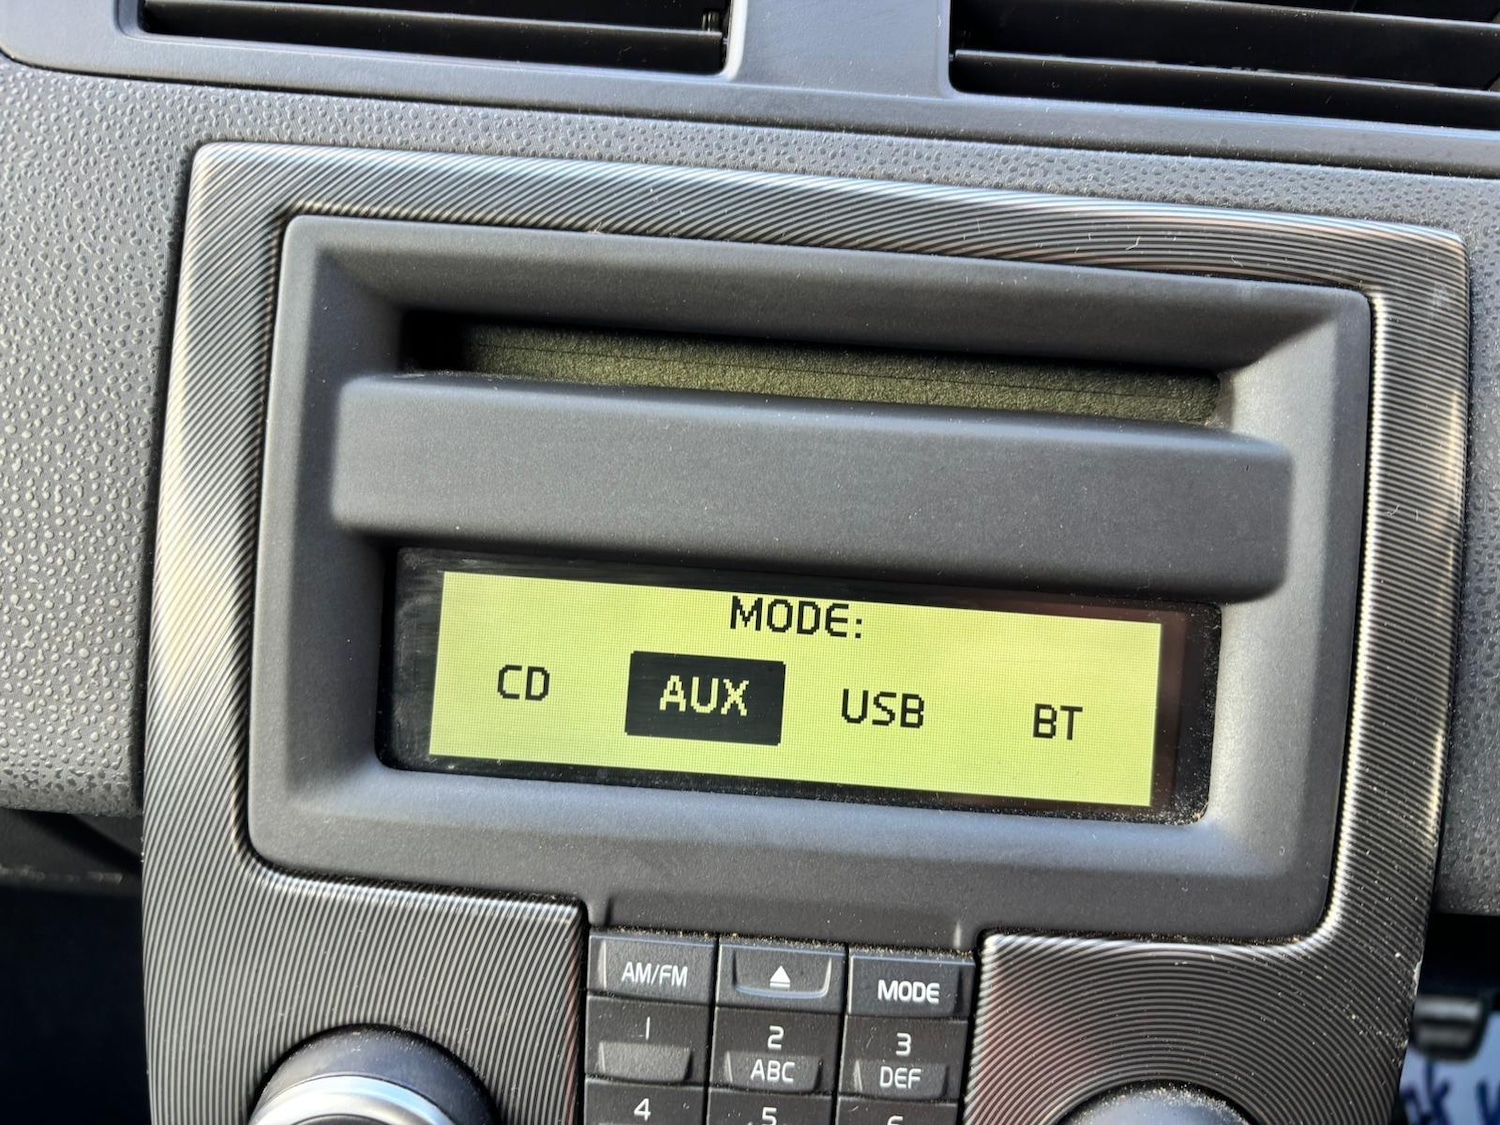 MODE:
CD AUX USB BT
AM/FM MODE
1 2 3
ABC DEF
4 5